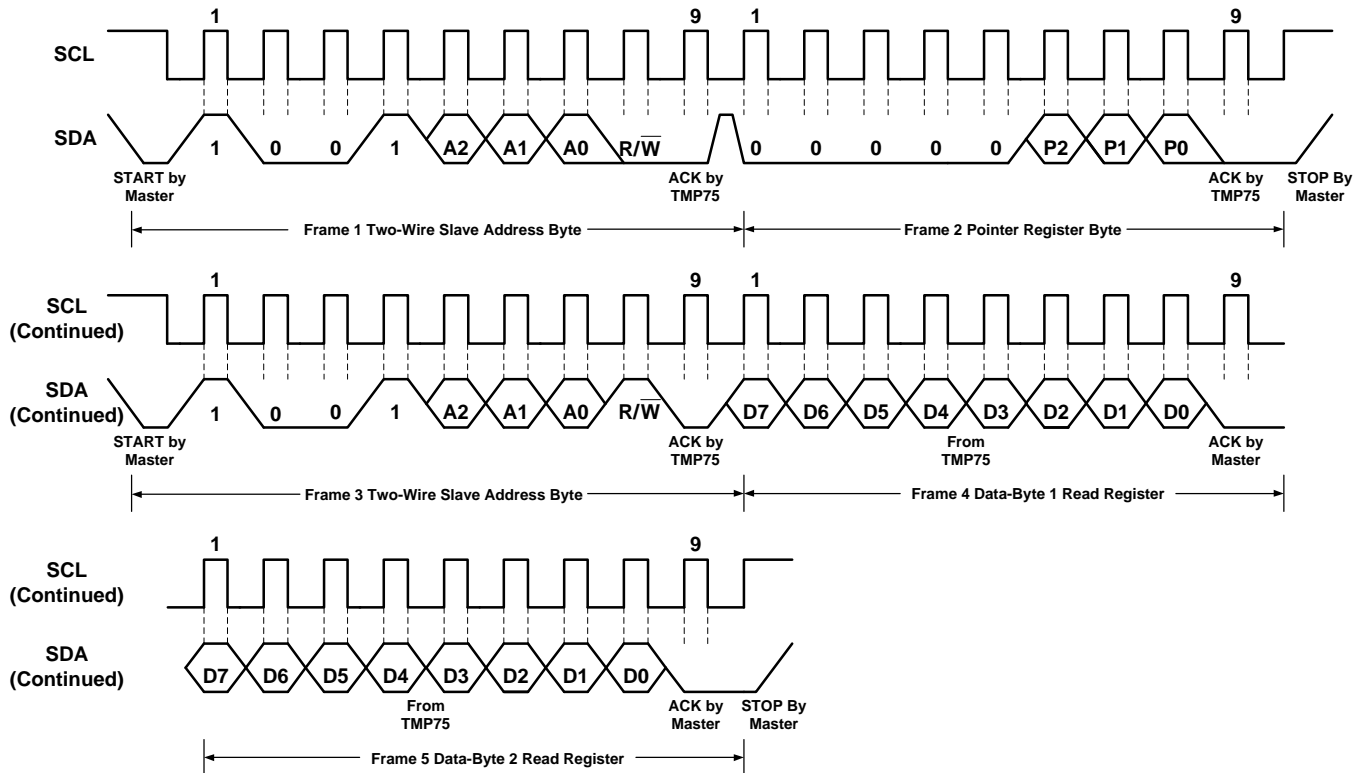 1 9 1 9
SCL
SDA
1 0 0 1 A2 A1 A0 R/W̅ 0 0 0 0 0 P2 P1 P0
START by
Master
ACK by
TMP75
ACK by
TMP75
STOP By
Master
Frame 1 Two-Wire Slave Address Byte
Frame 2 Pointer Register Byte
1 9 1 9
SCL
(Continued)
SDA
(Continued)
1 0 0 1 A2 A1 A0 R/W̅ D7 D6 D5 D4 D3 D2 D1 D0
START by
Master
ACK by
TMP75
From
TMP75
ACK by
Master
Frame 3 Two-Wire Slave Address Byte
Frame 4 Data-Byte 1 Read Register
1 9
SCL
(Continued)
SDA
(Continued)
D7 D6 D5 D4 D3 D2 D1 D0
From
TMP75
ACK by
Master
STOP By
Master
Frame 5 Data-Byte 2 Read Register